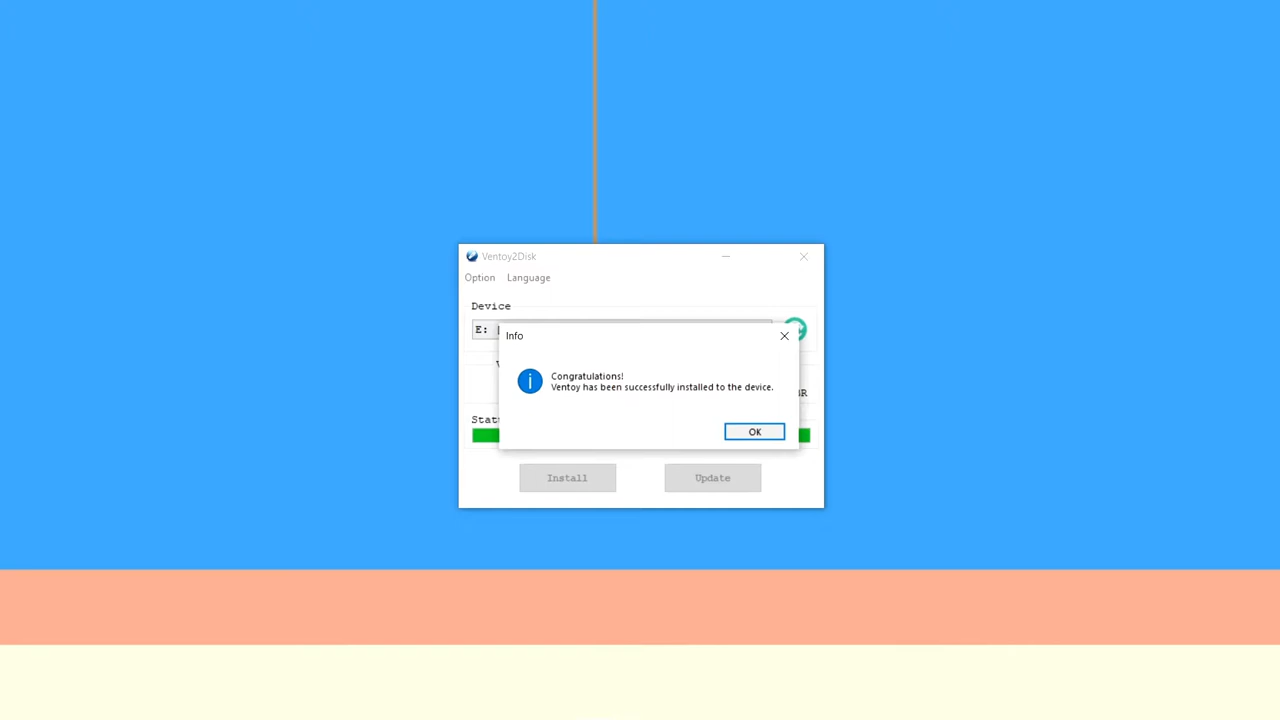 Ventoy2Disk
Option Language
Device
E:
Info
Congratulations!
Ventoy has been successfully installed to the device.
OK
Install Update